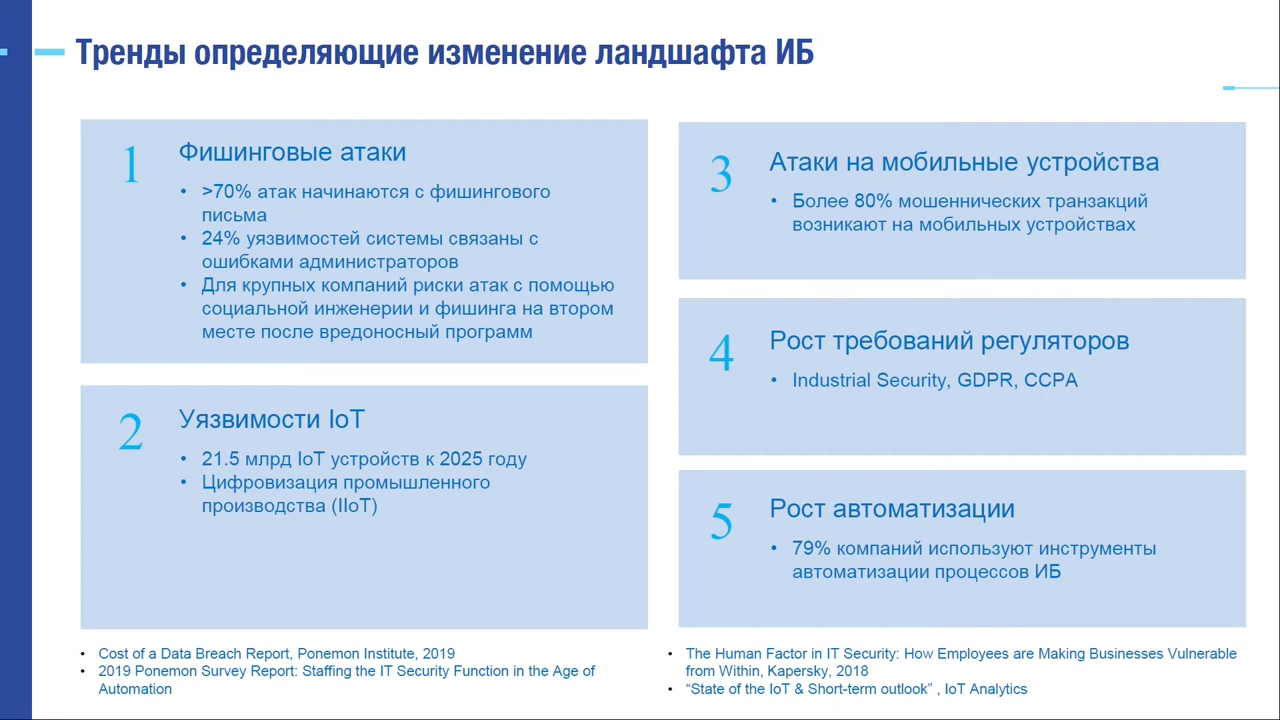 Тренды определяющие изменение ландшафта ИБ
1
Фишинговые атаки
• >70% атак начинаются с фишингового
письма
• 24% уязвимостей системы связаны с
ошибками администраторов
• Для крупных компаний риски атак с помощью
социальной инженерии и фишинга на втором
месте после вредоносный программ
2
Уязвимости IoT
• 21.5 млрд IoT устройств к 2025 году
• Цифровизация промышленного
производства (IIoT)
3
Атаки на мобильные устройства
• Более 80% мошеннических транзакций
возникают на мобильных устройствах
4
Рост требований регуляторов
• Industrial Security, GDPR, CCPA
5
Рост автоматизации
• 79% компаний используют инструменты
автоматизации процессов ИБ
• Cost of a Data Breach Report, Ponemon Institute, 2019
• 2019 Ponemon Survey Report: Staffing the IT Security Function in the Age of
Automation
• The Human Factor in IT Security: How Employees are Making Businesses Vulnerable
from Within, Kapersky, 2018
• “State of the IoT & Short-term outlook” , IoT Analytics